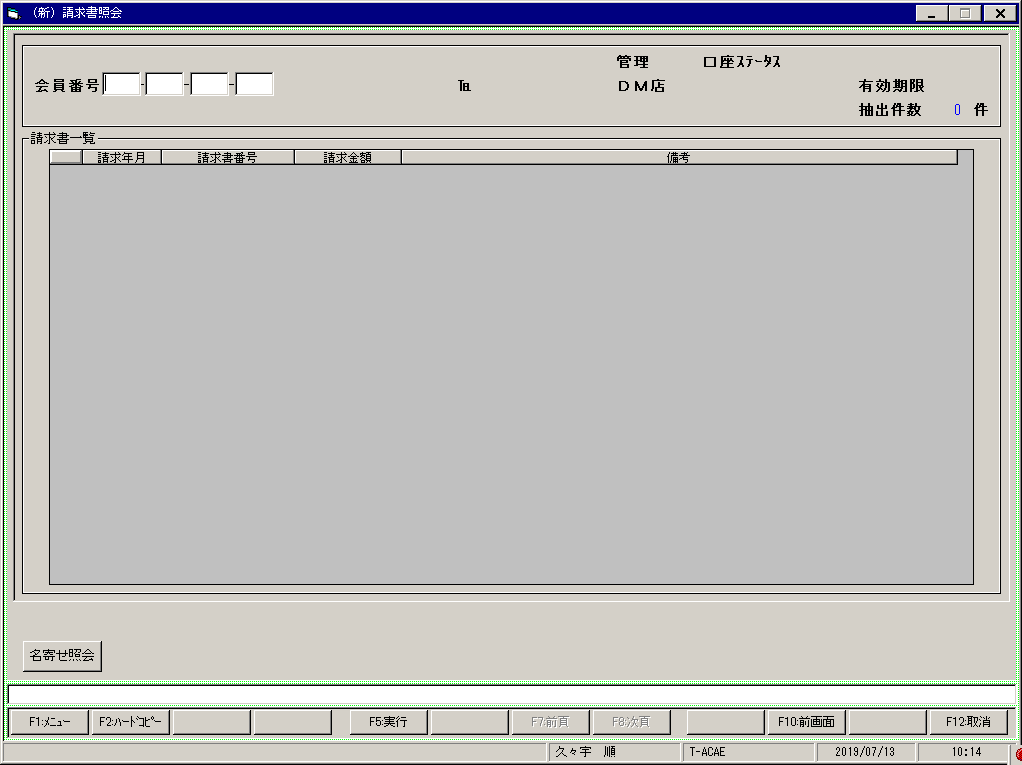 （新）請求書照会
管理 口座ｽﾃｰﾀｽ
会員番号 - - - ℡ ＤＭ店 有効期限
抽出件数 0 件
請求書一覧
請求年月 請求書番号 請求金額 備考
名寄せ照会
F1:ﾒﾆｭｰ F2:ﾊｰﾄﾞｺﾋﾟｰ F5:実行 F7:前頁 F8:次頁 F10:前画面 F12:取消
久々宇 順 T-ACAE 2019/07/13 10:14